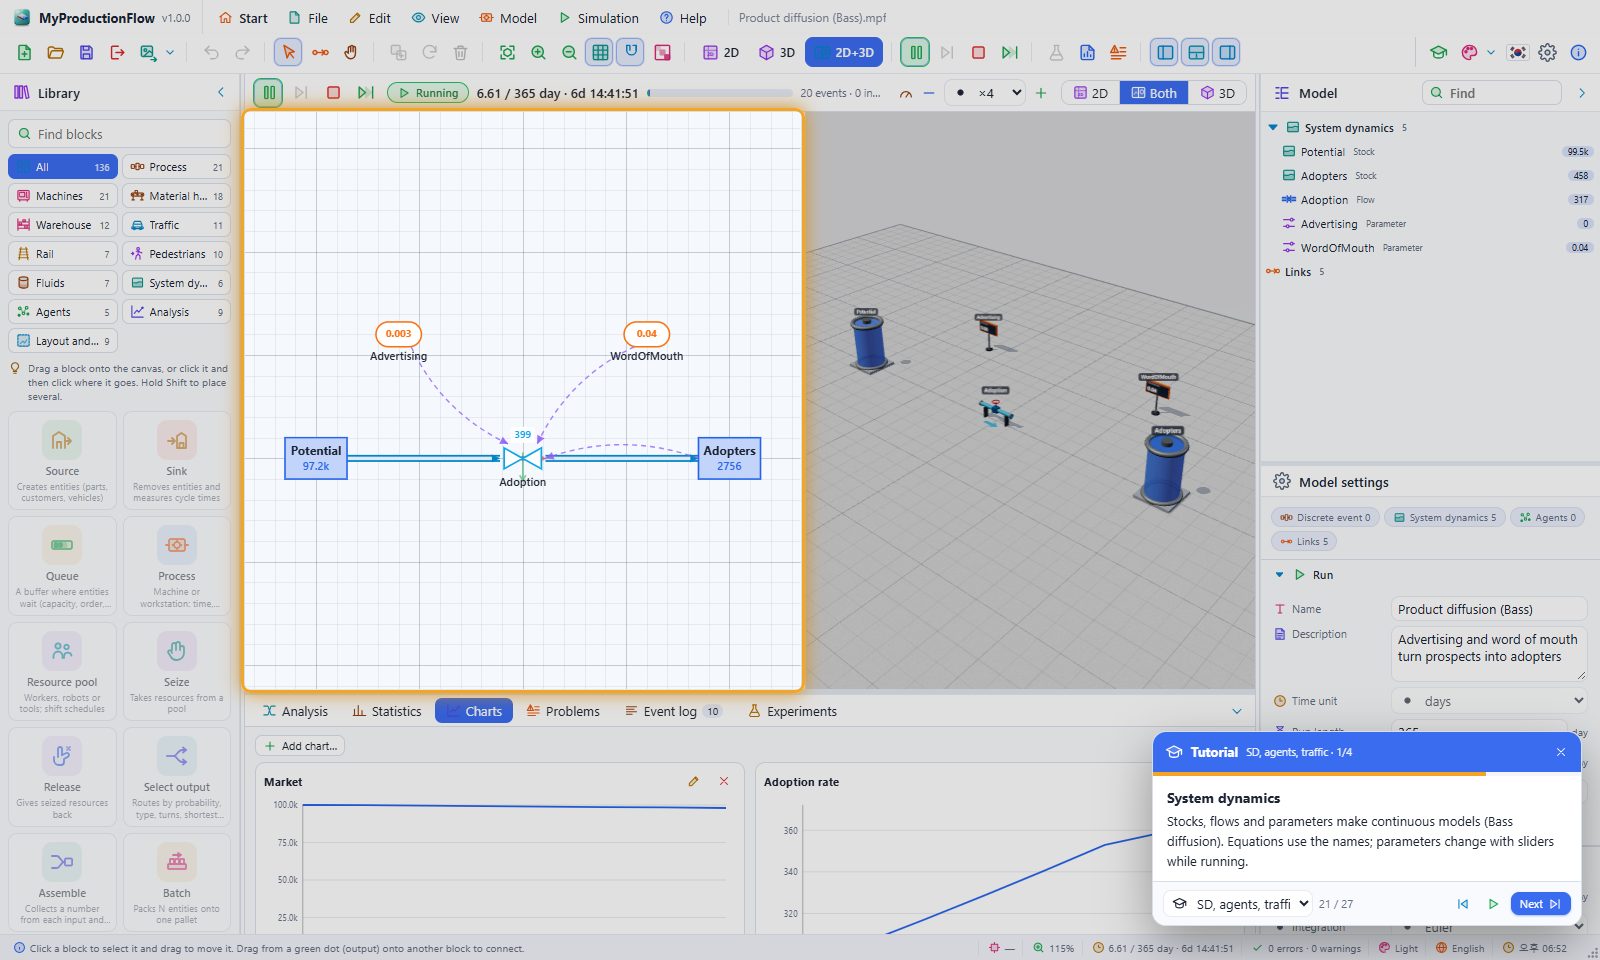 MyProductionFlow v1.0.0 Start File Edit View Model Simulation Help Product diffusion (Bass).mpf
2D 3D 2D+3D
Library
Find blocks
All 136
Process 21
Machines 21
Material h... 18
Warehouse 12
Traffic 11
Rail 7
Pedestrians 10
Fluids 7
System dy... 6
Agents 5
Analysis 9
Layout and... 9
Drag a block onto the canvas, or click it and
then click where it goes. Hold Shift to place
several.
Source
Creates entities (parts,
customers, vehicles)
Sink
Removes entities and
measures cycle times
Queue
A buffer where entities
wait (capacity, order,...
Process
Machine or
workstation: time,...
Resource pool
Workers, robots or
tools; shift schedules
Seize
Takes resources from a
pool
Release
Gives seized resources
back
Select output
Routes by probability,
type, turns, shortest...
Assemble
Collects a number
from each input and...
Batch
Packs N entities onto
one pallet
Running 6.61 / 365 day · 6d 14:41:51 20 events · 0 in... ×4 2D Both 3D
0.003
Advertising
0.04
WordOfMouth
Potential
97.2k
399
Adoption
Adopters
2756
Potential
Advertising
WordOfMouth
0.04
Adoption
Adopters
Analysis Statistics Charts Problems Event log 10 Experiments
Add chart...
Market
100.0k
75.0k
50.0k
25.0k
Adoption rate
360
340
320
Model Find
System dynamics 5
Potential Stock 99.5k
Adopters Stock 458
Adoption Flow 317
Advertising Parameter 0
WordOfMouth Parameter 0.04
Links 5
Model settings
Discrete event 0 System dynamics 5 Agents 0
Links 5
Run
Name Product diffusion (Bass)
Description Advertising and word of mouth
turn prospects into adopters
Time unit days
Run length 365 day
Tutorial SD, agents, traffic · 1/4
System dynamics
Stocks, flows and parameters make continuous models (Bass
diffusion). Equations use the names; parameters change with sliders
while running.
SD, agents, traffi 21 / 27 Next
Integration Euler
Click a block to select it and drag to move it. Drag from a green dot (output) onto another block to connect. — 115% 6.61 / 365 day · 6d 14:41:51 0 errors · 0 warnings Light English 오후 06:52